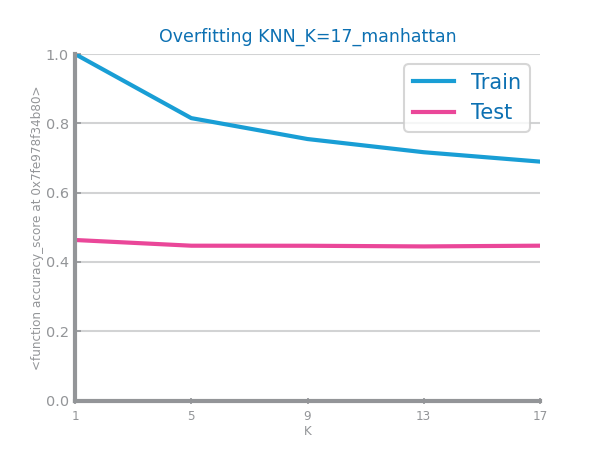 Overfitting KNN_K=17_manhattan
<function accuracy_score at 0x7fe978f34b80>
1.0
0.8
0.6
0.4
0.2
0.0
Train
Test
1 5 9 13 17
K